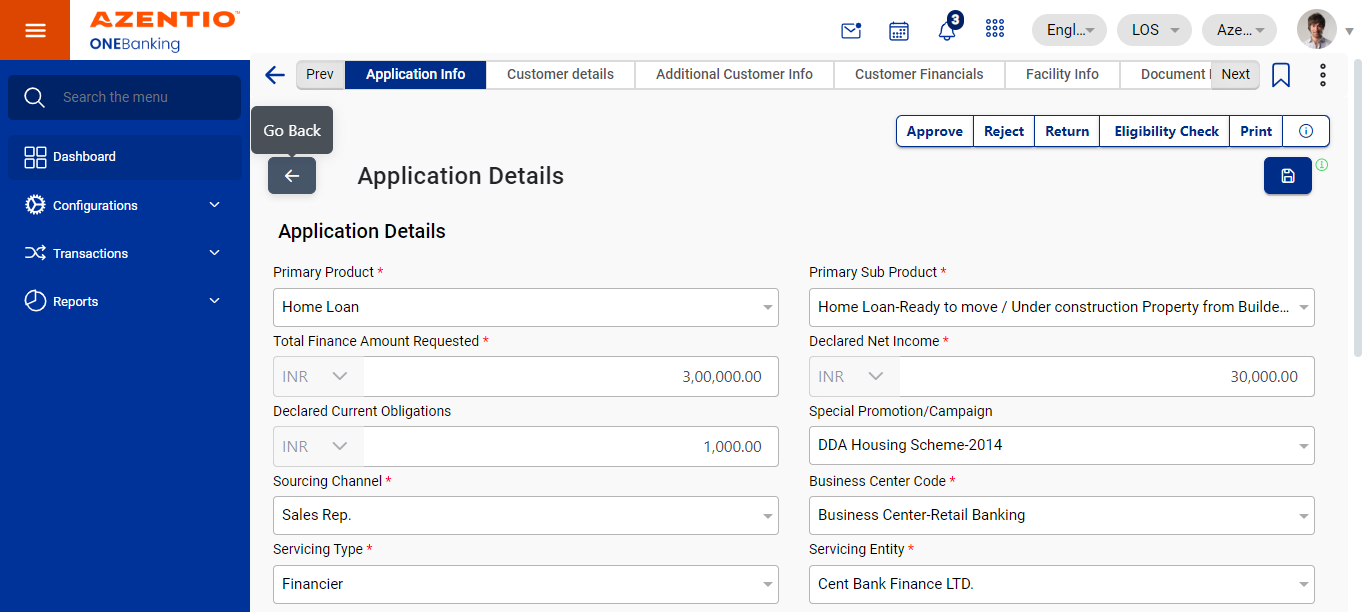 AZENTIO™
ONEBanking
3
Engl...
LOS
Aze...
Search the menu
Dashboard
Configurations
Transactions
Reports
Prev
Application Info
Customer details
Additional Customer Info
Customer Financials
Facility Info
Document
Next
Go Back
Approve
Reject
Return
Eligibility Check
Print
Application Details
Application Details
Primary Product *
Primary Sub Product *
Home Loan
Home Loan-Ready to move / Under construction Property from Builde...
Total Finance Amount Requested *
Declared Net Income *
INR
3,00,000.00
INR
30,000.00
Declared Current Obligations
Special Promotion/Campaign
INR
1,000.00
DDA Housing Scheme-2014
Sourcing Channel *
Business Center Code *
Sales Rep.
Business Center-Retail Banking
Servicing Type *
Servicing Entity *
Financier
Cent Bank Finance LTD.